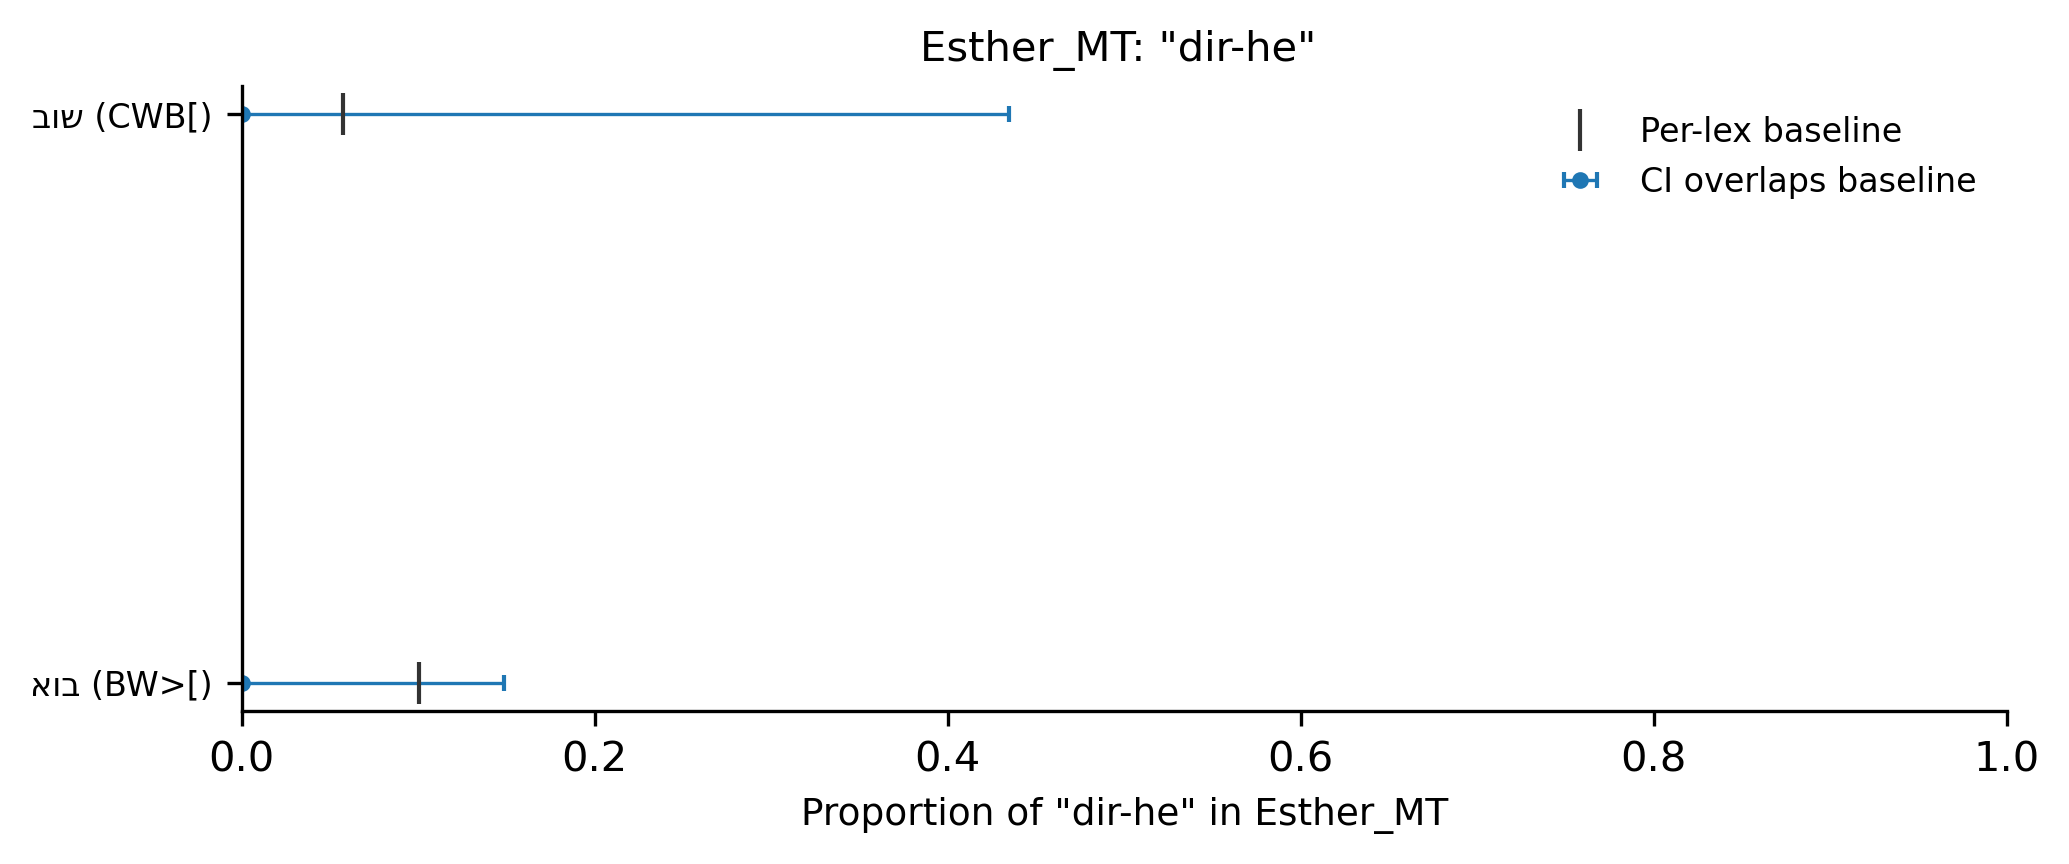 Esther_MT: "dir-he"
שוב (CWB[)
Per-lex baseline
CI overlaps baseline
בוא (BW>[)
0.0 0.2 0.4 0.6 0.8 1.0
Proportion of "dir-he" in Esther_MT